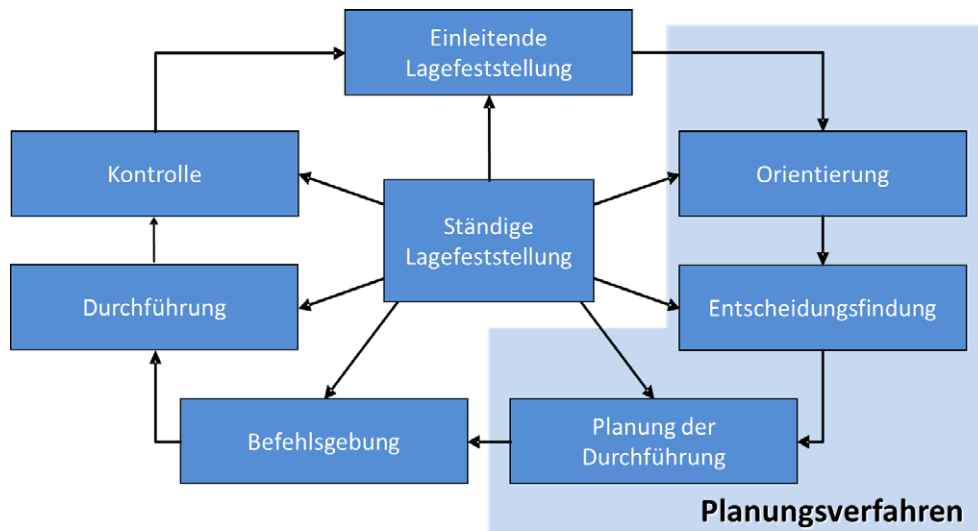 Einleitende
Lagefeststellung
Kontrolle
Orientierung
Ständige
Lagefeststellung
Durchführung
Entscheidungsfindung
Befehlsgebung
Planung der
Durchführung
Planungsverfahren